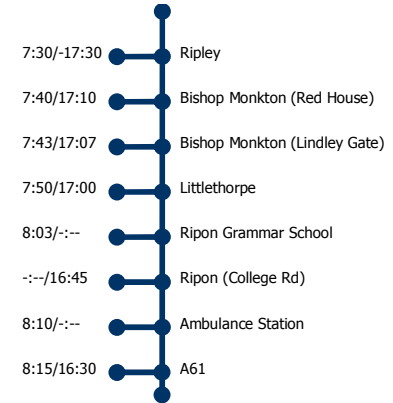 7:30/-17:30 Ripley
7:40/17:10 Bishop Monkton (Red House)
7:43/17:07 Bishop Monkton (Lindley Gate)
7:50/17:00 Littlethorpe
8:03/-:-- Ripon Grammar School
-:--/16:45 Ripon (College Rd)
8:10/-:-- Ambulance Station
8:15/16:30 A61